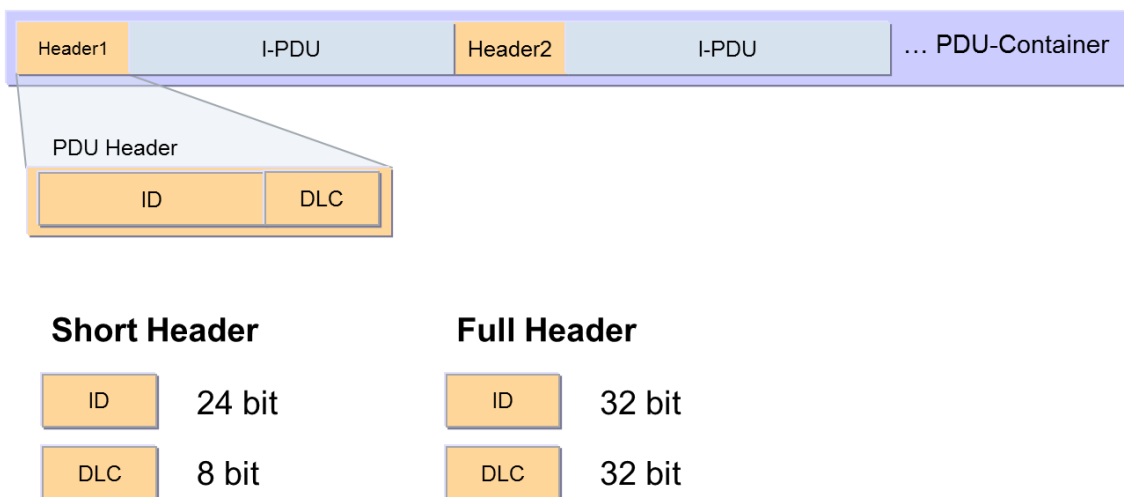 Header1 I-PDU Header2 I-PDU … PDU-Container
PDU Header
ID DLC
Short Header Full Header
ID 24 bit ID 32 bit
DLC 8 bit DLC 32 bit